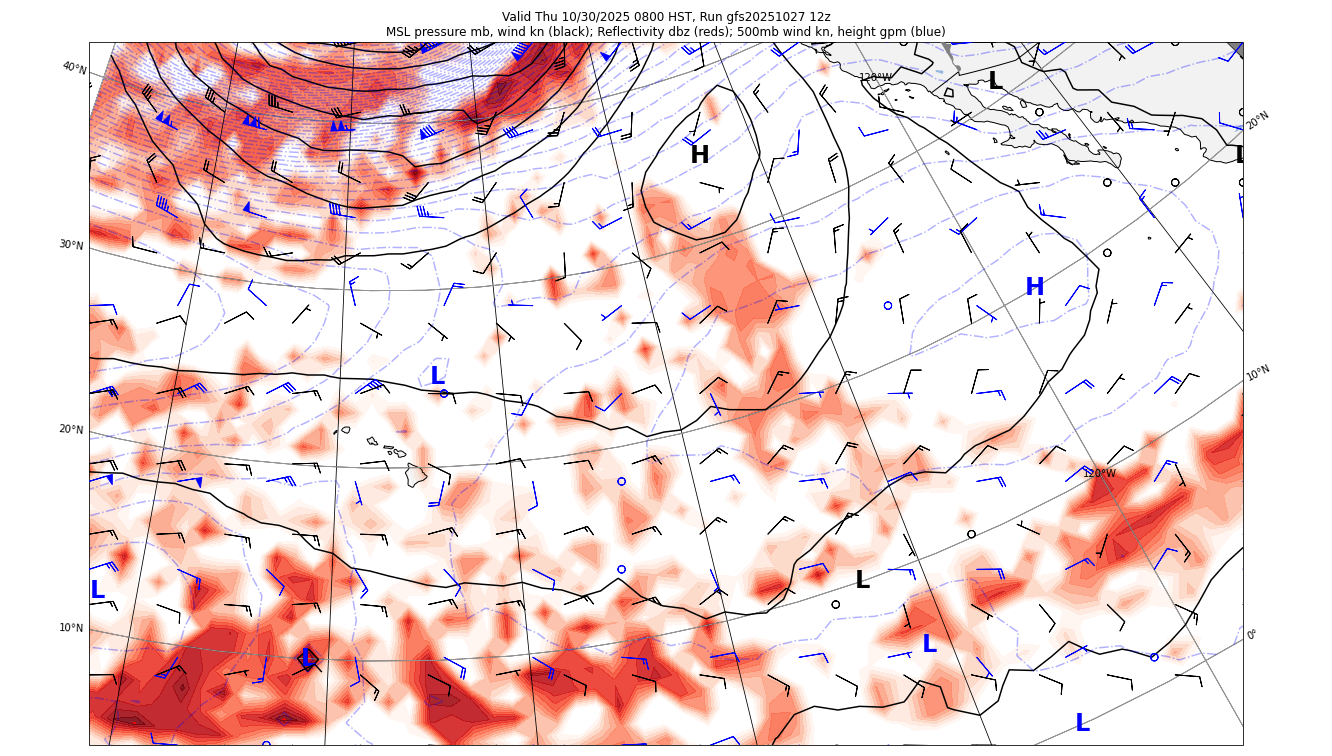 Valid Thu 10/30/2025 0800 HST, Run gfs20251027 12z
MSL pressure mb, wind kn (black); Reflectivity dbz (reds); 500mb wind kn, height gpm (blue)
40°N
120°W
L
20°N
H
L
30°N
H
10°N
L
20°N
120°W
L
L
10°N
0°
L
L
L